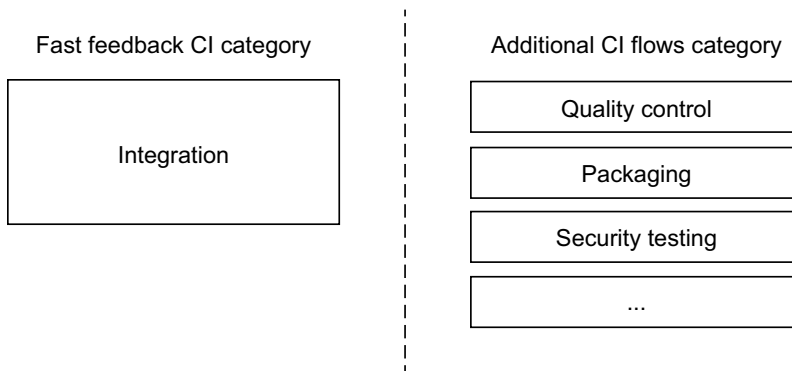 Fast feedback CI category
Additional CI flows category
Integration
Quality control
Packaging
Security testing
...